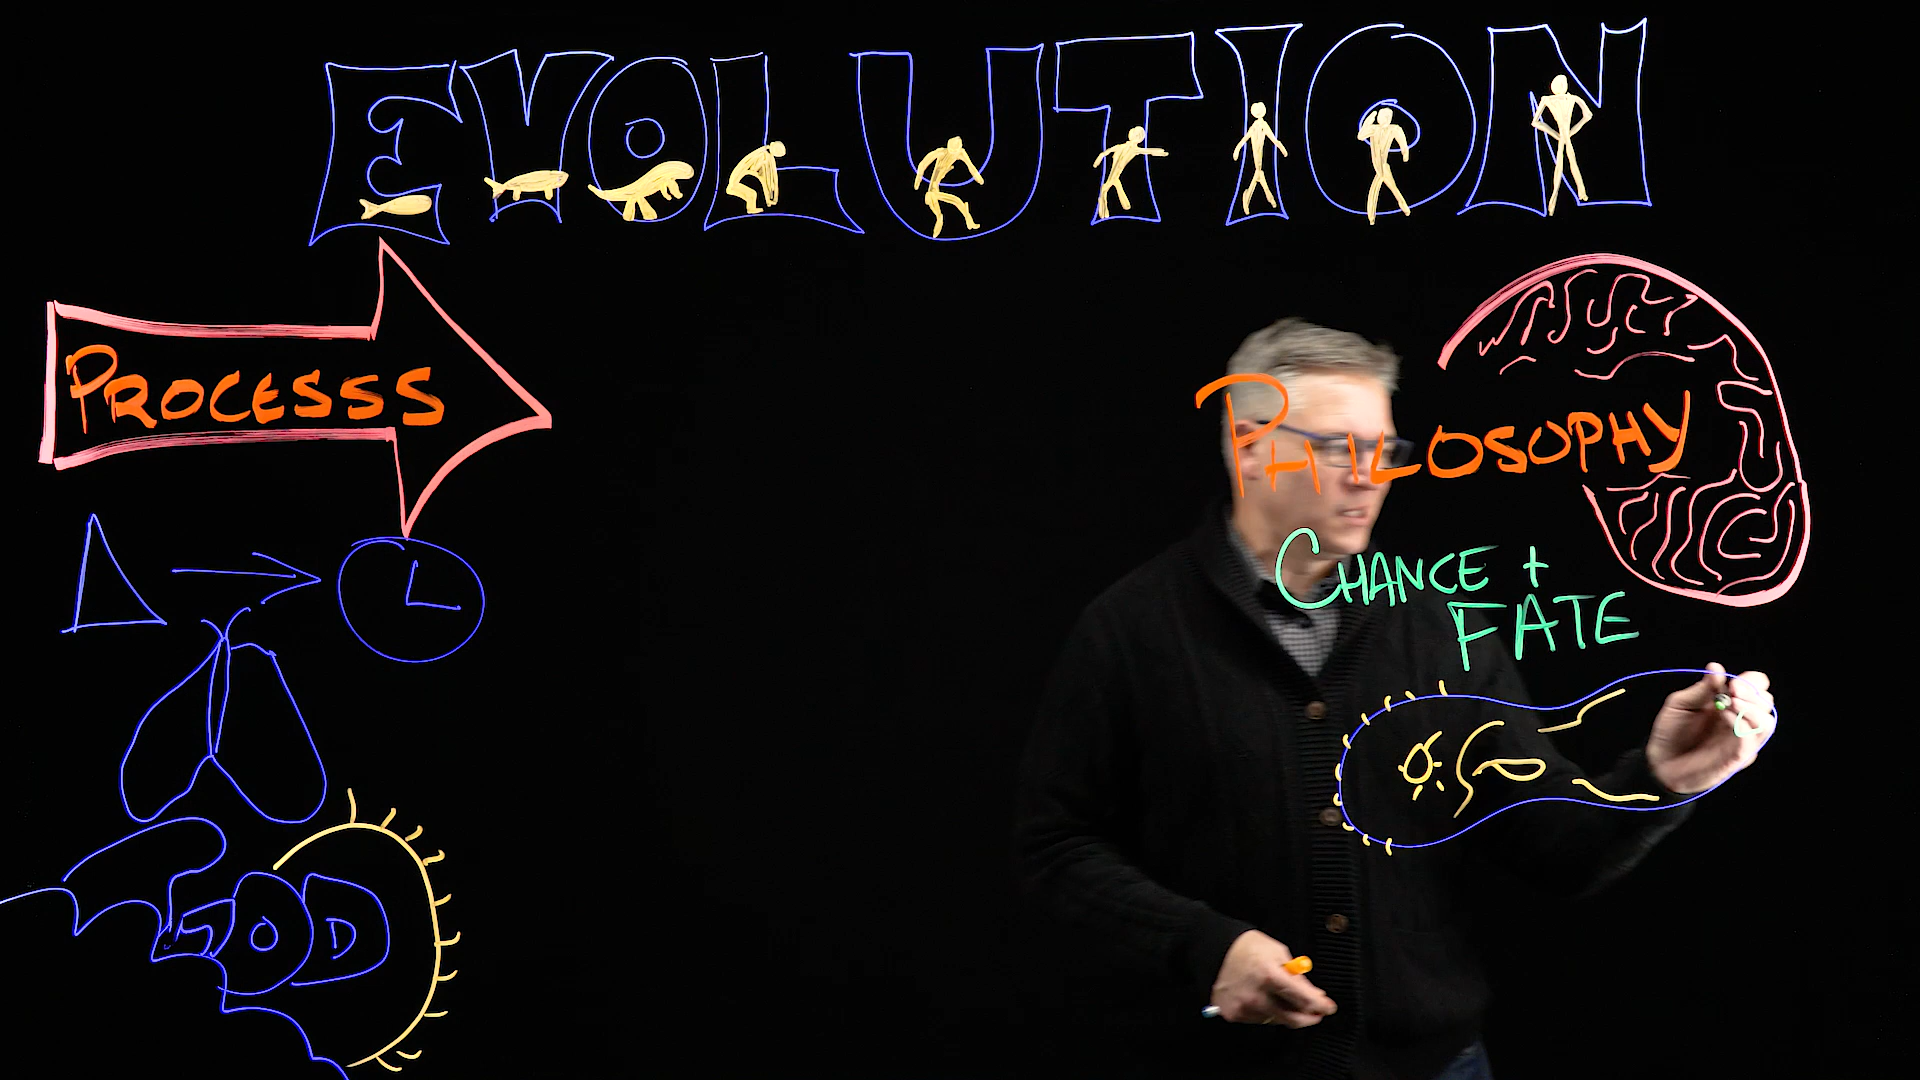 EVOLUTION
PROCESSS
PHILOSOPHY
CHANCE +
FATE
GOD